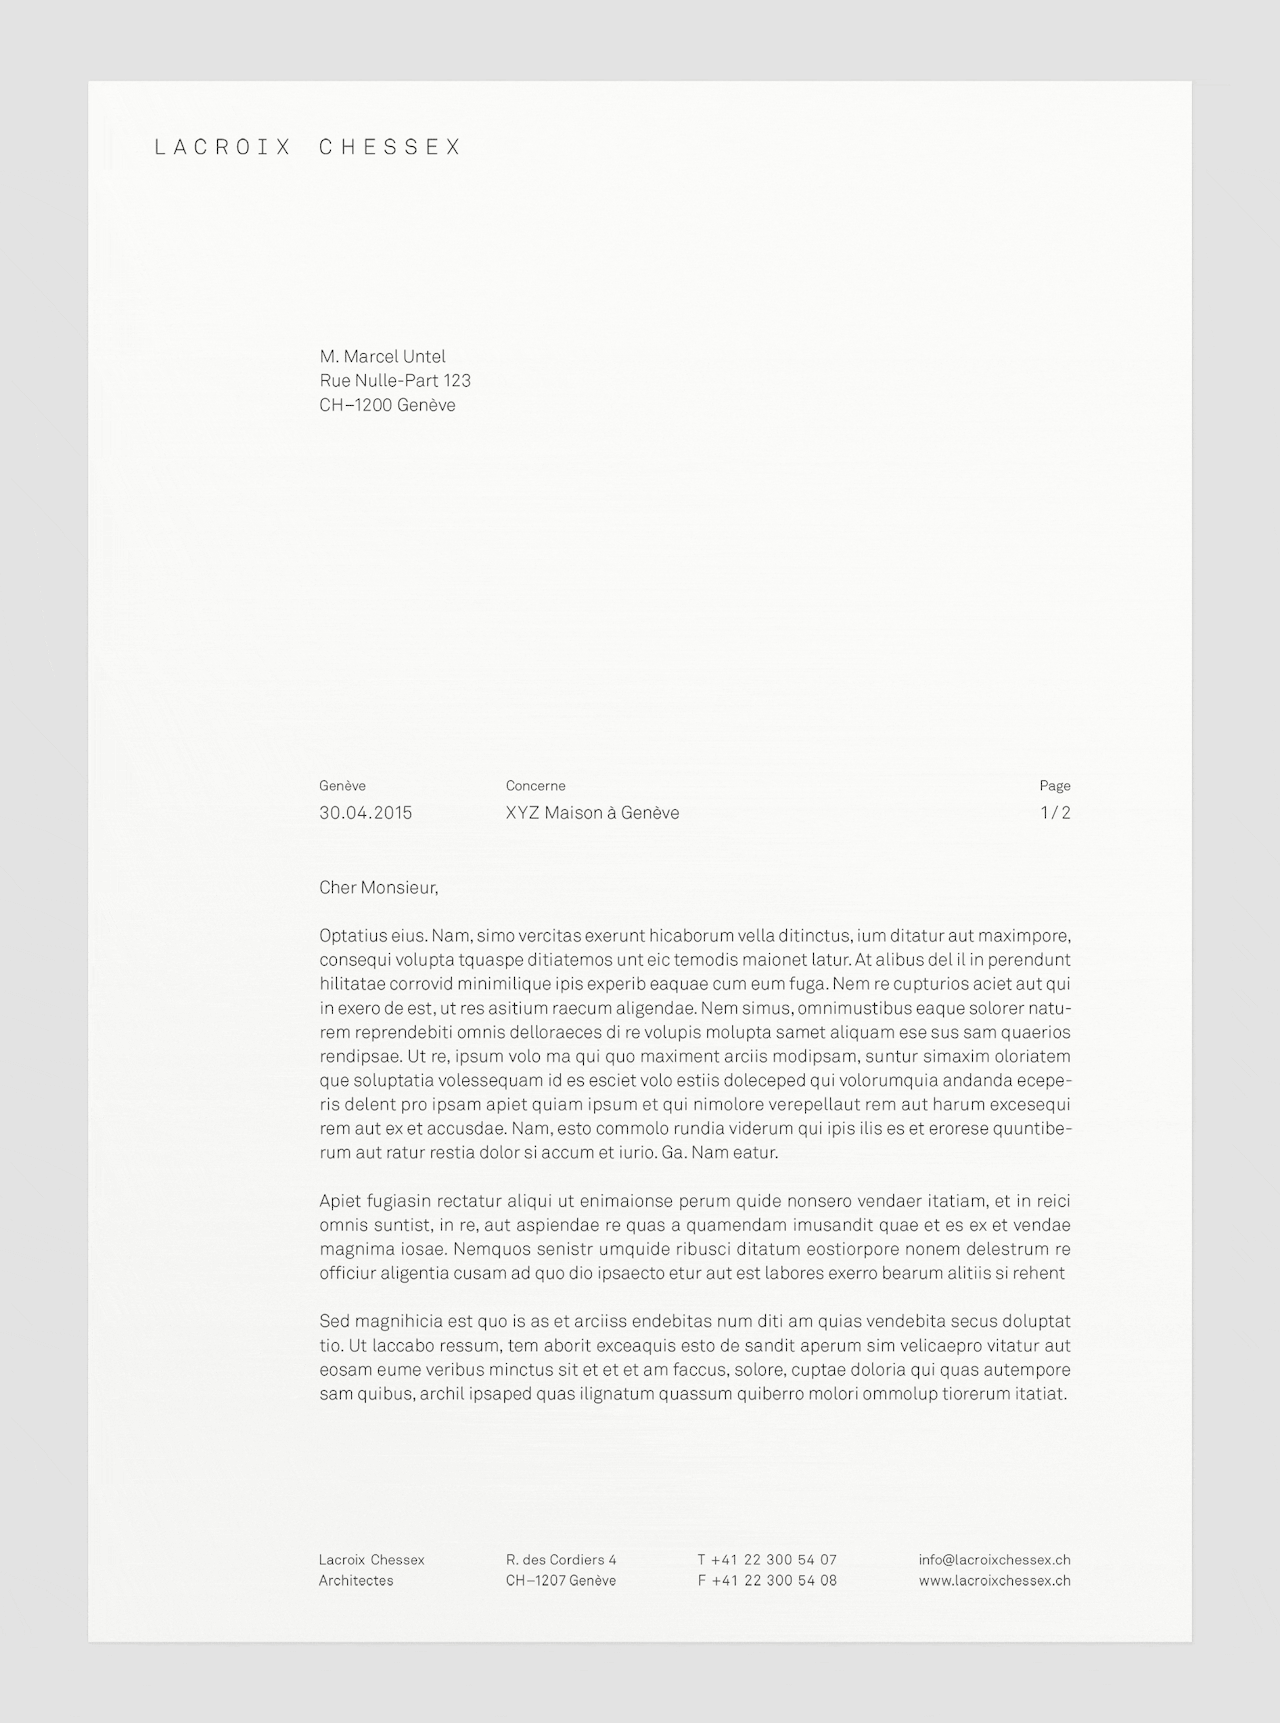 LACROIX CHESSEX
M. Marcel Untel
Rue Nulle-Part 123
CH–1200 Genève
Genève Concerne Page
30.04.2015 XYZ Maison à Genève 1/2
Cher Monsieur,
Optatius eius. Nam, simo vercitas exerunt hicaborum vella ditinctus, ium ditatur aut maximpore,
consequi volupta tquaspe ditiatemos unt eic temodis maionet latur. At alibus del il in perendunt
hilitatae corrovid minimilique ipis experib eaquae cum eum fuga. Nem re cupturios aciet aut qui
in exero de est, ut res asitium raecum aligendae. Nem simus, omnimustibus eaque solorer natu-
rem reprendebiti omnis delloraeces di re volupis molupta samet aliquam ese sus sam quaerios
rendipsae. Ut re, ipsum volo ma qui quo maximent arciis modipsam, suntur simaxim oloriatem
que soluptatia volessequam id es esciet volo estiis doleceped qui volorumquia andanda ecepe-
ris delent pro ipsam apiet quiam ipsum et qui nimolore verepellaut rem aut harum excesequi
rem aut ex et accusdae. Nam, esto commolo rundia viderum qui ipis ilis es et erorese quuntibe-
rum aut ratur restia dolor si accum et iurio. Ga. Nam eatur.
Apiet fugiasin rectatur aliqui ut enimaionse perum quide nonsero vendaer itatiam, et in reici
omnis suntist, in re, aut aspiendae re quas a quamendam imusandit quae et es ex et vendae
magnima iosae. Nemquos senistr umquide ribusci ditatum eostiorpore nonem delestrum re
officiur aligentia cusam ad quo dio ipsaecto etur aut est labores exerro bearum alitiis si rehent
Sed magnihicia est quo is as et arciiss endebitas num diti am quias vendebita secus doluptat
tio. Ut laccabo ressum, tem aborit exceaquis esto de sandit aperum sim velicaepro vitatur aut
eosam eume veribus minctus sit et et et am faccus, solore, cuptae doloria qui quas autempore
sam quibus, archil ipsaped quas ilignatum quassum quiberro molori ommolup tiorerum itatiat.
Lacroix Chessex R. des Cordiers 4 T +41 22 300 54 07 info@lacroixchessex.ch
Architectes CH–1207 Genève F +41 22 300 54 08 www.lacroixchessex.ch